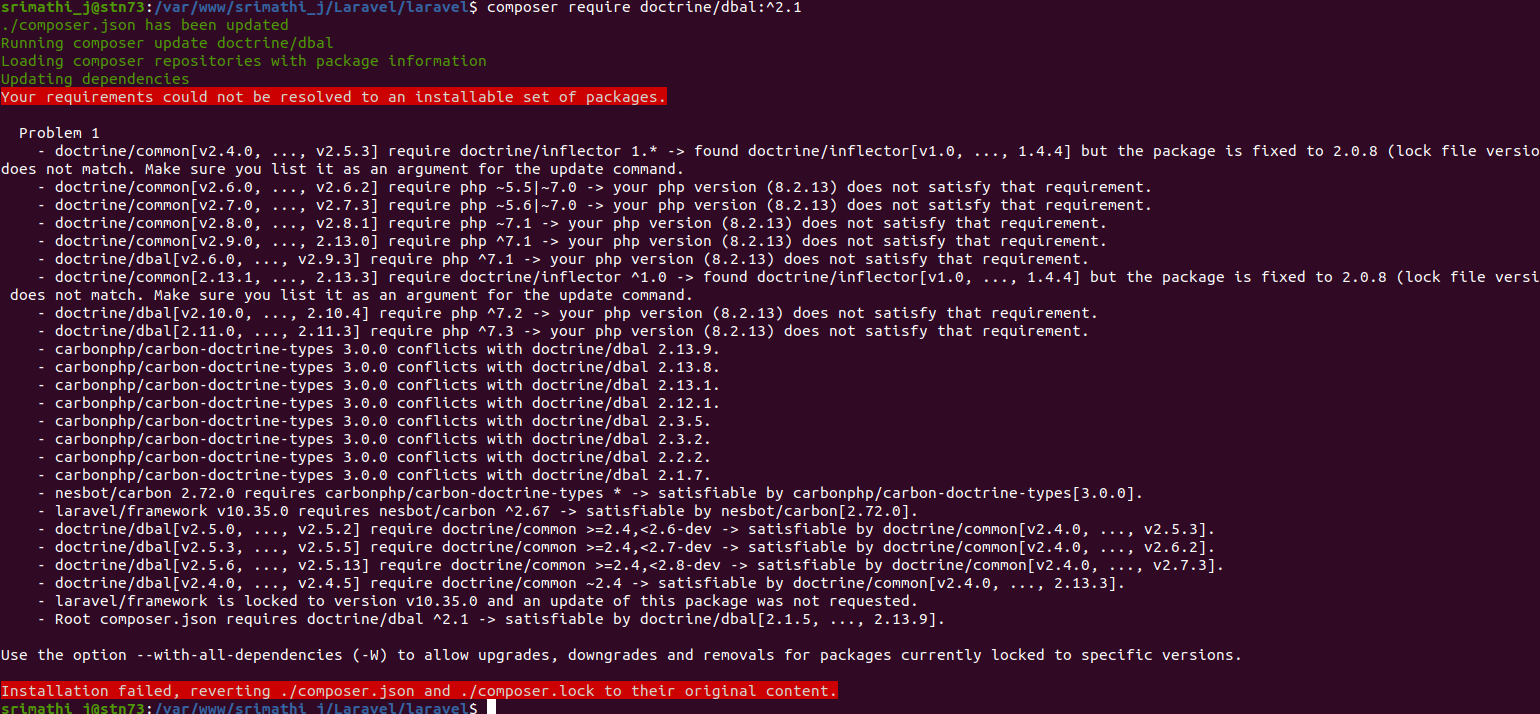 srimathi_j@stn73:/var/www/srimathi_j/Laravel/laravel$ composer require doctrine/dbal:^2.1
./composer.json has been updated
Running composer update doctrine/dbal
Loading composer repositories with package information
Updating dependencies
Your requirements could not be resolved to an installable set of packages.
Problem 1
- doctrine/common[v2.4.0, ..., v2.5.3] require doctrine/inflector 1.* -> found doctrine/inflector[v1.0, ..., 1.4.4] but the package is fixed to 2.0.8 (lock file versio
does not match. Make sure you list it as an argument for the update command.
- doctrine/common[v2.6.0, ..., v2.6.2] require php ~5.5|~7.0 -> your php version (8.2.13) does not satisfy that requirement.
- doctrine/common[v2.7.0, ..., v2.7.3] require php ~5.6|~7.0 -> your php version (8.2.13) does not satisfy that requirement.
- doctrine/common[v2.8.0, ..., v2.8.1] require php ~7.1 -> your php version (8.2.13) does not satisfy that requirement.
- doctrine/common[v2.9.0, ..., 2.13.0] require php ^7.1 -> your php version (8.2.13) does not satisfy that requirement.
- doctrine/dbal[v2.6.0, ..., v2.9.3] require php ^7.1 -> your php version (8.2.13) does not satisfy that requirement.
- doctrine/common[2.13.1, ..., 2.13.3] require doctrine/inflector ^1.0 -> found doctrine/inflector[v1.0, ..., 1.4.4] but the package is fixed to 2.0.8 (lock file versi
does not match. Make sure you list it as an argument for the update command.
- doctrine/dbal[v2.10.0, ..., 2.10.4] require php ^7.2 -> your php version (8.2.13) does not satisfy that requirement.
- doctrine/dbal[2.11.0, ..., 2.11.3] require php ^7.3 -> your php version (8.2.13) does not satisfy that requirement.
- carbonphp/carbon-doctrine-types 3.0.0 conflicts with doctrine/dbal 2.13.9.
- carbonphp/carbon-doctrine-types 3.0.0 conflicts with doctrine/dbal 2.13.8.
- carbonphp/carbon-doctrine-types 3.0.0 conflicts with doctrine/dbal 2.13.1.
- carbonphp/carbon-doctrine-types 3.0.0 conflicts with doctrine/dbal 2.12.1.
- carbonphp/carbon-doctrine-types 3.0.0 conflicts with doctrine/dbal 2.3.5.
- carbonphp/carbon-doctrine-types 3.0.0 conflicts with doctrine/dbal 2.3.2.
- carbonphp/carbon-doctrine-types 3.0.0 conflicts with doctrine/dbal 2.2.2.
- carbonphp/carbon-doctrine-types 3.0.0 conflicts with doctrine/dbal 2.1.7.
- nesbot/carbon 2.72.0 requires carbonphp/carbon-doctrine-types * -> satisfiable by carbonphp/carbon-doctrine-types[3.0.0].
- laravel/framework v10.35.0 requires nesbot/carbon ^2.67 -> satisfiable by nesbot/carbon[2.72.0].
- doctrine/dbal[v2.5.0, ..., v2.5.2] require doctrine/common >=2.4,<2.6-dev -> satisfiable by doctrine/common[v2.4.0, ..., v2.5.3].
- doctrine/dbal[v2.5.3, ..., v2.5.5] require doctrine/common >=2.4,<2.7-dev -> satisfiable by doctrine/common[v2.4.0, ..., v2.6.2].
- doctrine/dbal[v2.5.6, ..., v2.5.13] require doctrine/common >=2.4,<2.8-dev -> satisfiable by doctrine/common[v2.4.0, ..., v2.7.3].
- doctrine/dbal[v2.4.0, ..., v2.4.5] require doctrine/common ~2.4 -> satisfiable by doctrine/common[v2.4.0, ..., 2.13.3].
- laravel/framework is locked to version v10.35.0 and an update of this package was not requested.
- Root composer.json requires doctrine/dbal ^2.1 -> satisfiable by doctrine/dbal[2.1.5, ..., 2.13.9].
Use the option --with-all-dependencies (-W) to allow upgrades, downgrades and removals for packages currently locked to specific versions.
Installation failed, reverting ./composer.json and ./composer.lock to their original content.
srimathi_j@stn73:/var/www/srimathi_j/Laravel/laravel$